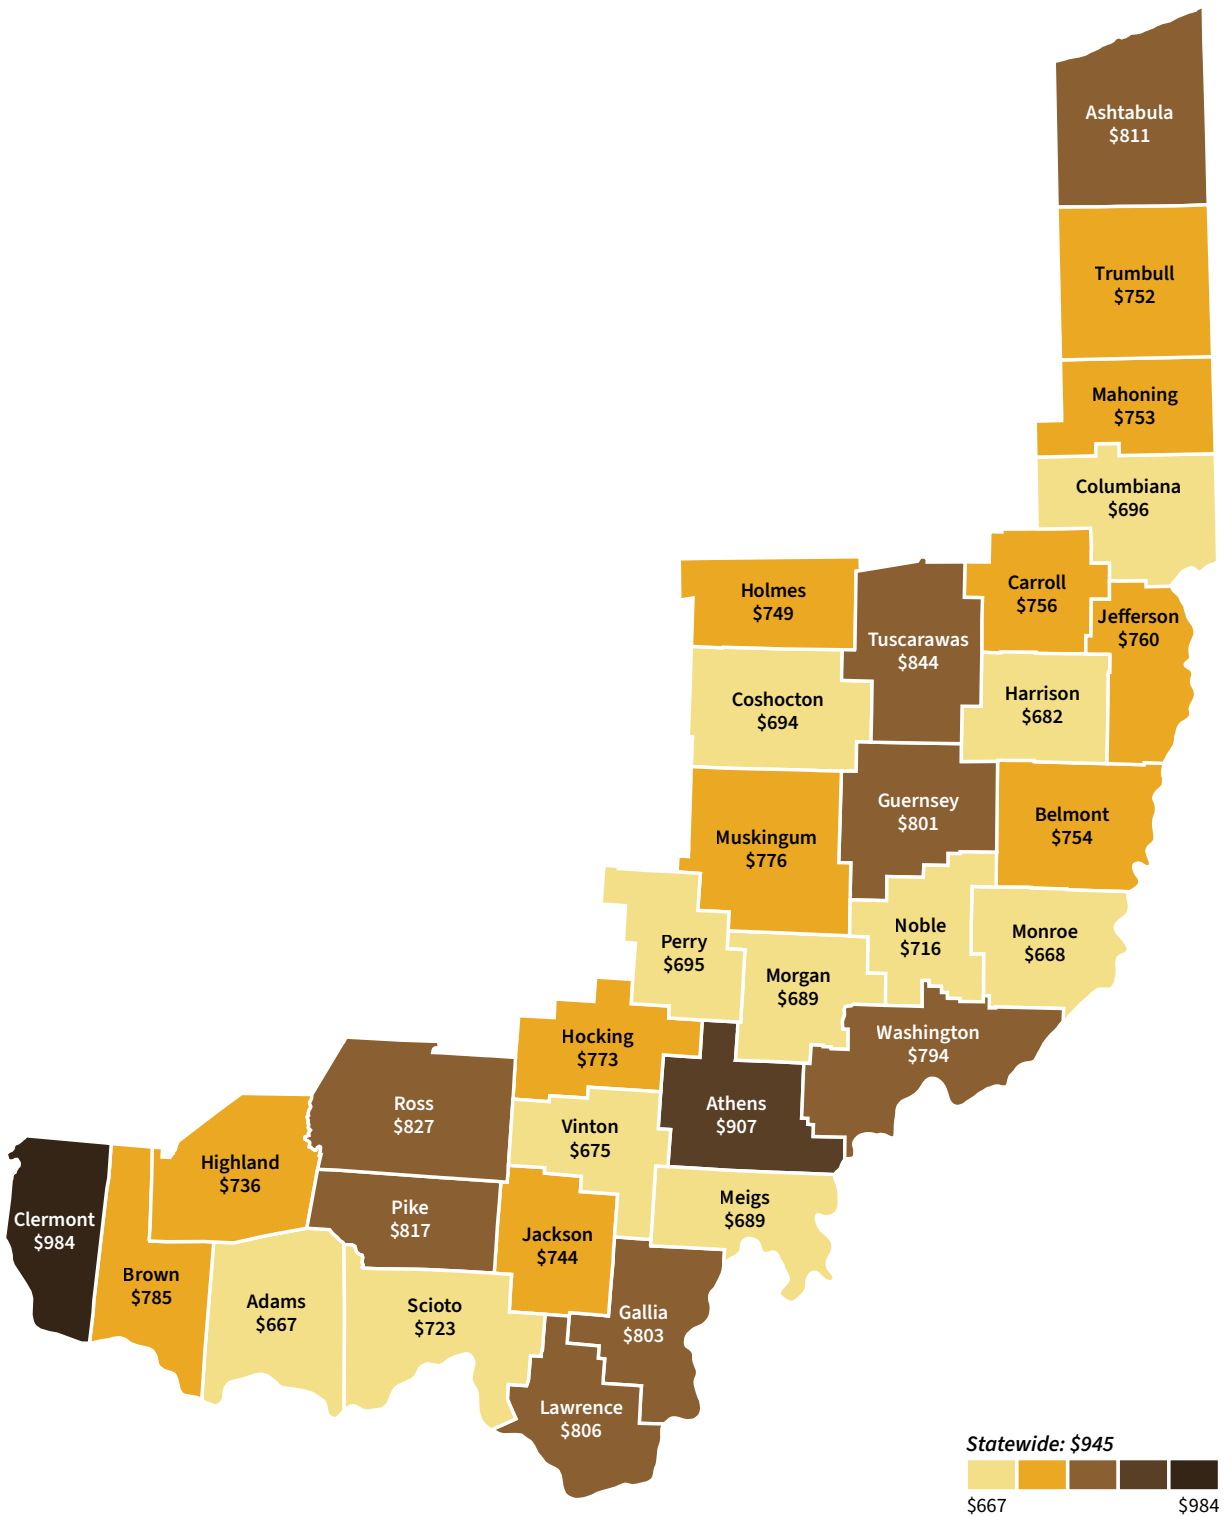 Ashtabula
$811
Trumbull
$752
Mahoning
$753
Columbiana
$696
Holmes
$749
Tuscarawas
$844
Carroll
$756
Jefferson
$760
Coshocton
$694
Harrison
$682
Muskingum
$776
Guernsey
$801
Belmont
$754
Perry
$695
Morgan
$689
Noble
$716
Monroe
$668
Hocking
$773
Washington
$794
Ross
$827
Vinton
$675
Athens
$907
Highland
$736
Clermont
$984
Pike
$817
Meigs
$689
Jackson
$744
Brown
$785
Adams
$667
Scioto
$723
Gallia
$803
Lawrence
$806
Statewide: $945
$667
$984